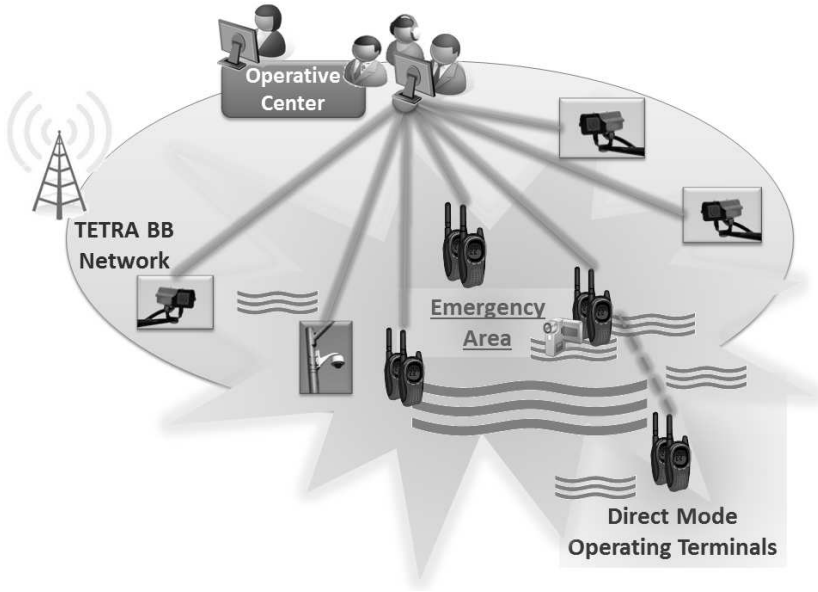 Operative
Center
TETRA BB
Network
Emergency
Area
Direct Mode
Operating Terminals